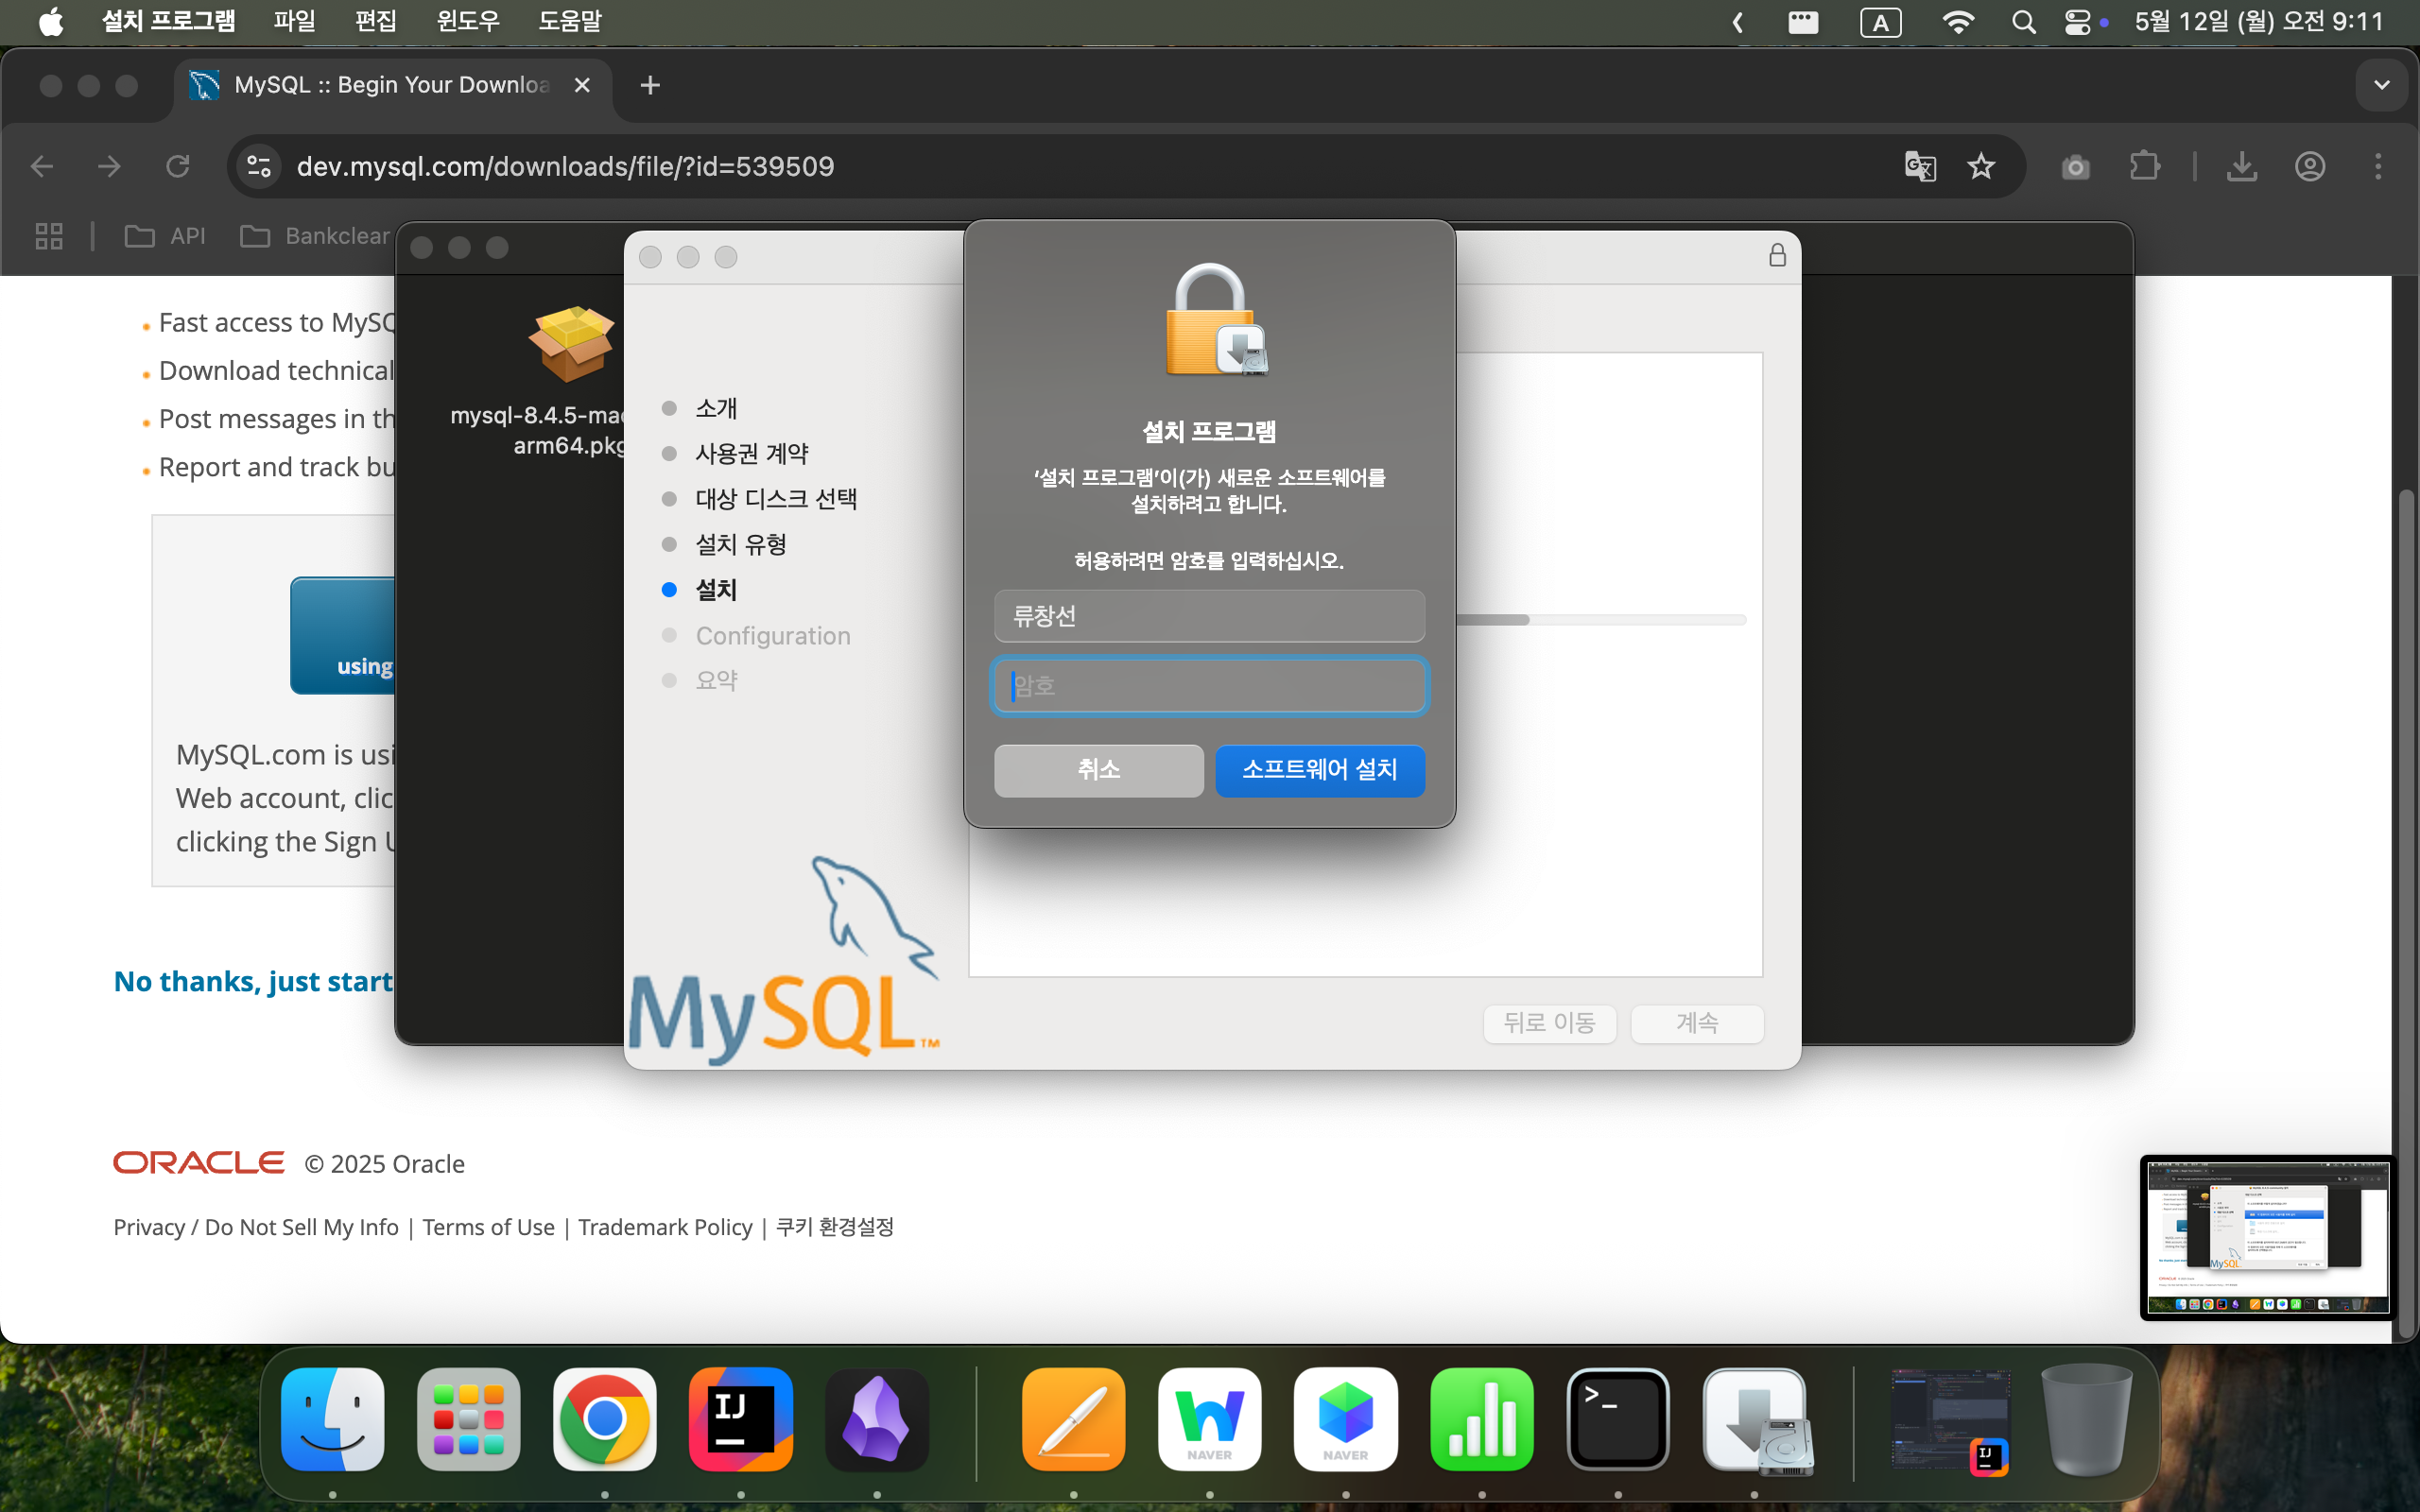 설치 프로그램 파일 편집 윈도우 도움말 A 5월 12일 (월) 오전 9:11
MySQL :: Begin Your Downloa
dev.mysql.com/downloads/file/?id=539509
API Bankclear
Fast access to MySQ
Download technical
Post messages in th
Report and track bu
using
MySQL.com is usi
Web account, clic
clicking the Sign U
No thanks, just start
mysql-8.4.5-mac
arm64.pkg
소개
사용권 계약
대상 디스크 선택
설치 유형
설치
Configuration
요약
MySQL™
뒤로 이동 계속
설치 프로그램
‘설치 프로그램’이(가) 새로운 소프트웨어를
설치하려고 합니다.
허용하려면 암호를 입력하십시오.
류창선
암호
취소 소프트웨어 설치
ORACLE © 2025 Oracle
Privacy / Do Not Sell My Info | Terms of Use | Trademark Policy | 쿠키 환경설정
MySQL
IJ
NAVER
NAVER
>_
IJ